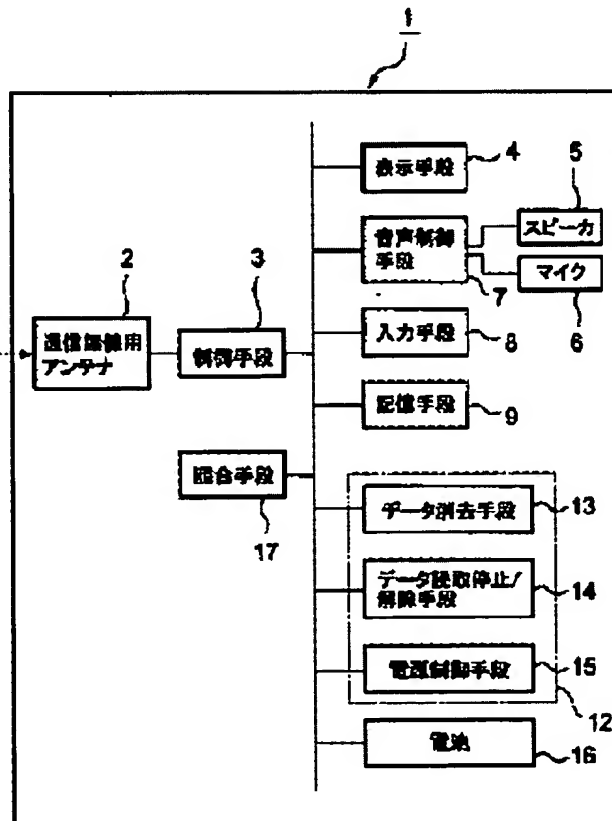 1
表示手段
4
5
スピーカ
音声制御
手段
7
マイク
6
2
通信無線用
アンテナ
3
制御手段
入力手段
8
記憶手段
9
照合手段
17
データ消去手段
13
データ読取停止/
解除手段
14
電源制御手段
15
12
電池
16